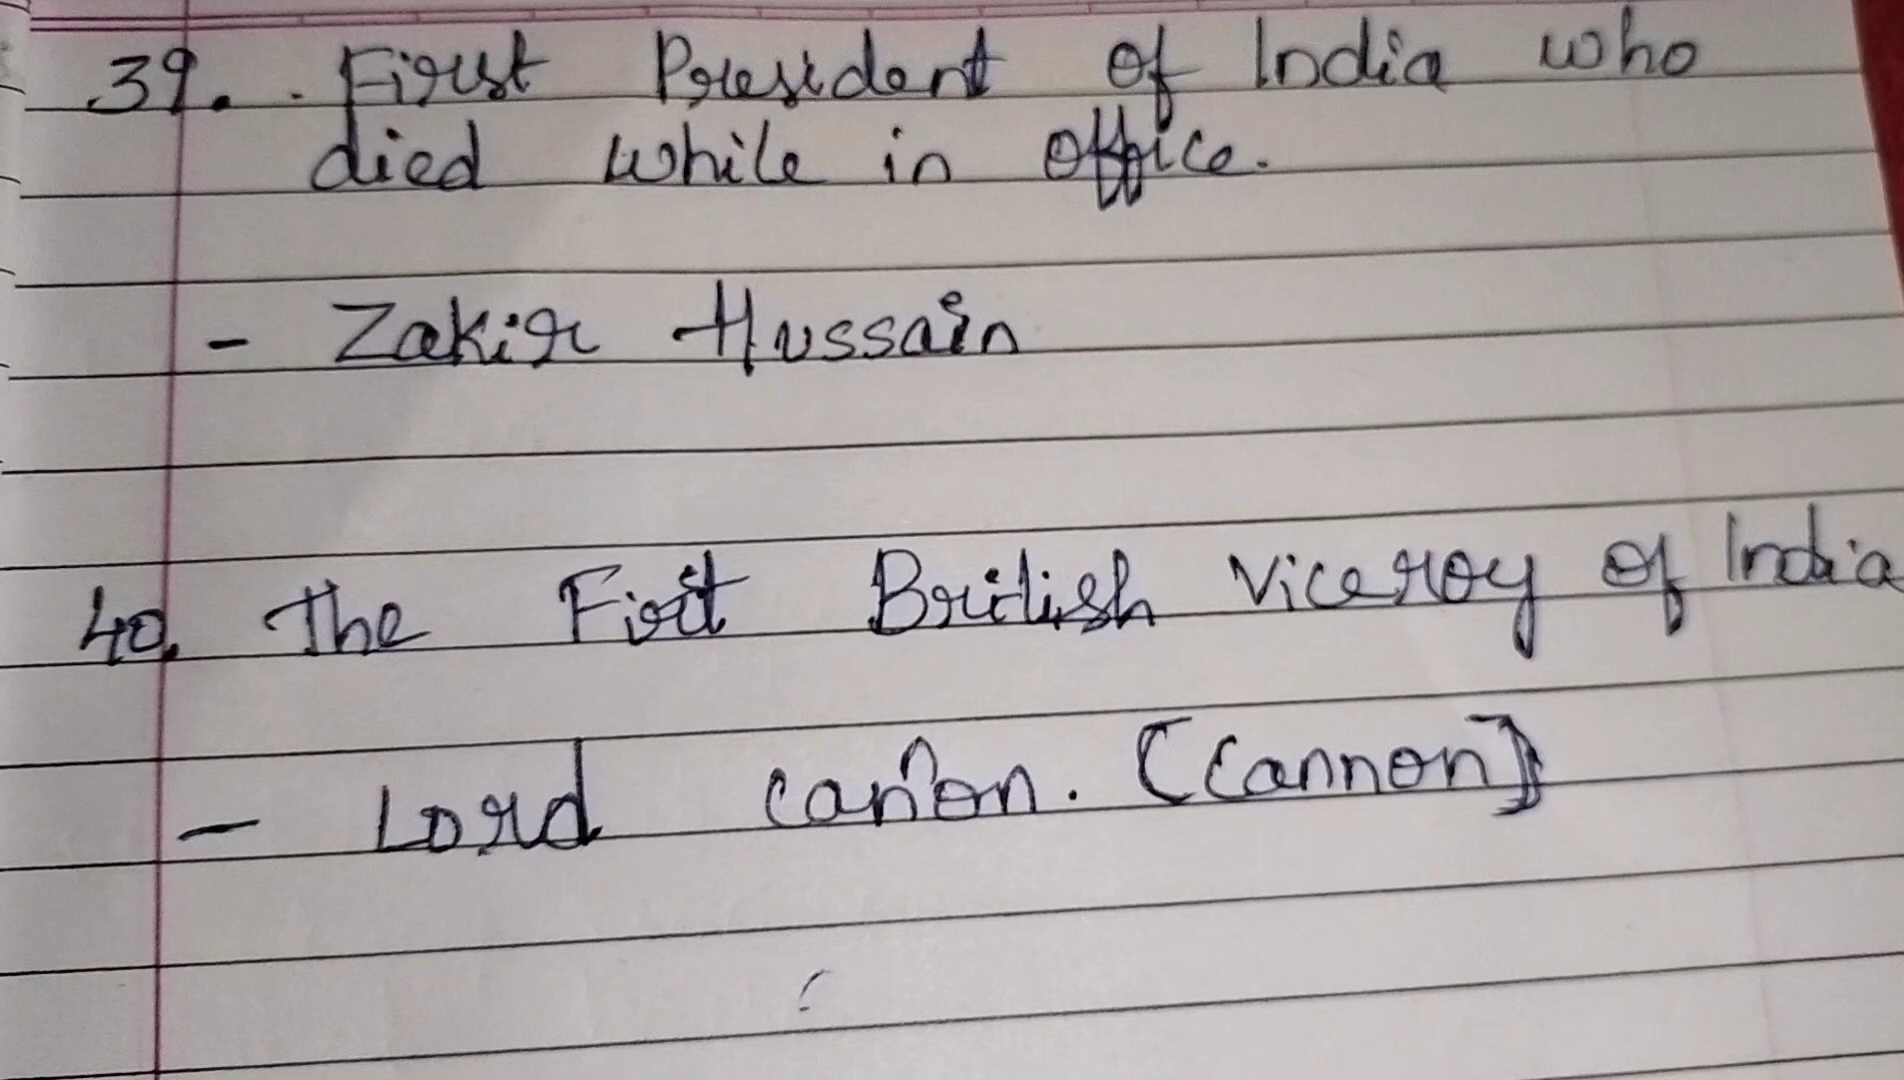 39. . First President of India who
died while in office.
- Zakir Hussain
40. The First British Viceroy of India
- Lord canon. [Cannon]